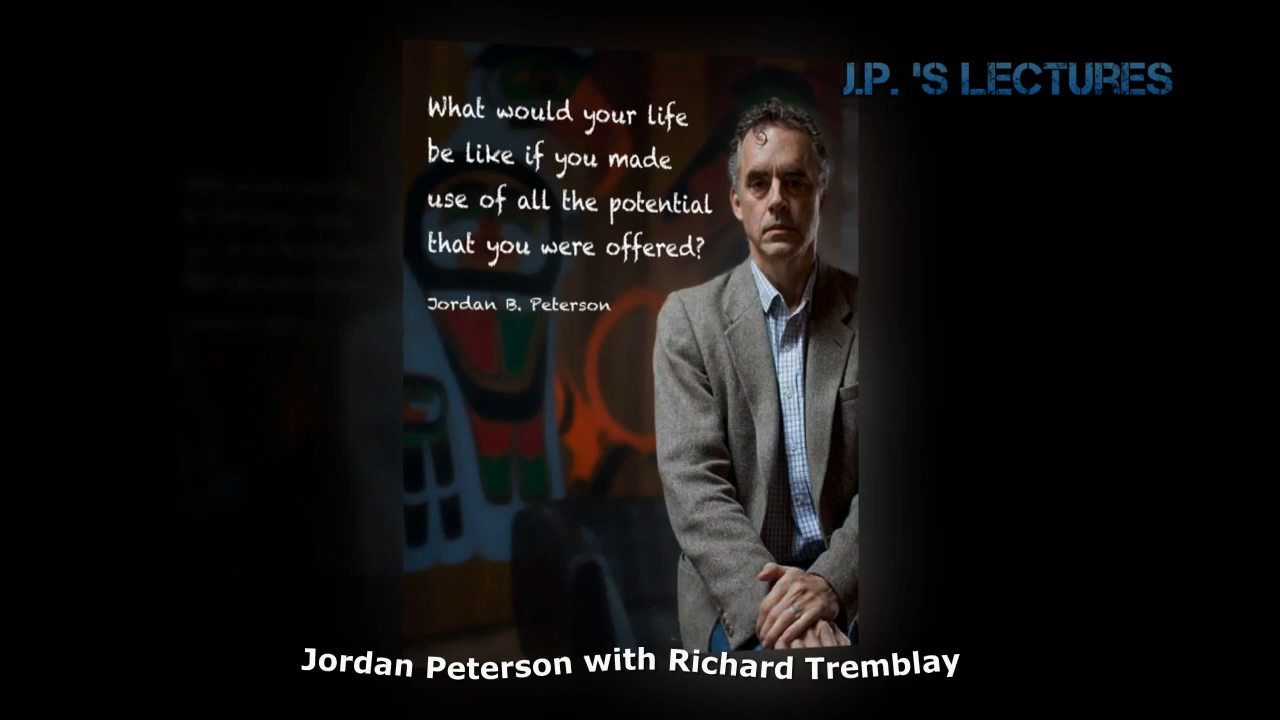 J.P. 'S LECTURES
What would your life
be like if you made
use of all the potential
that you were offered?
Jordan B. Peterson
Jordan Peterson with Richard Tremblay